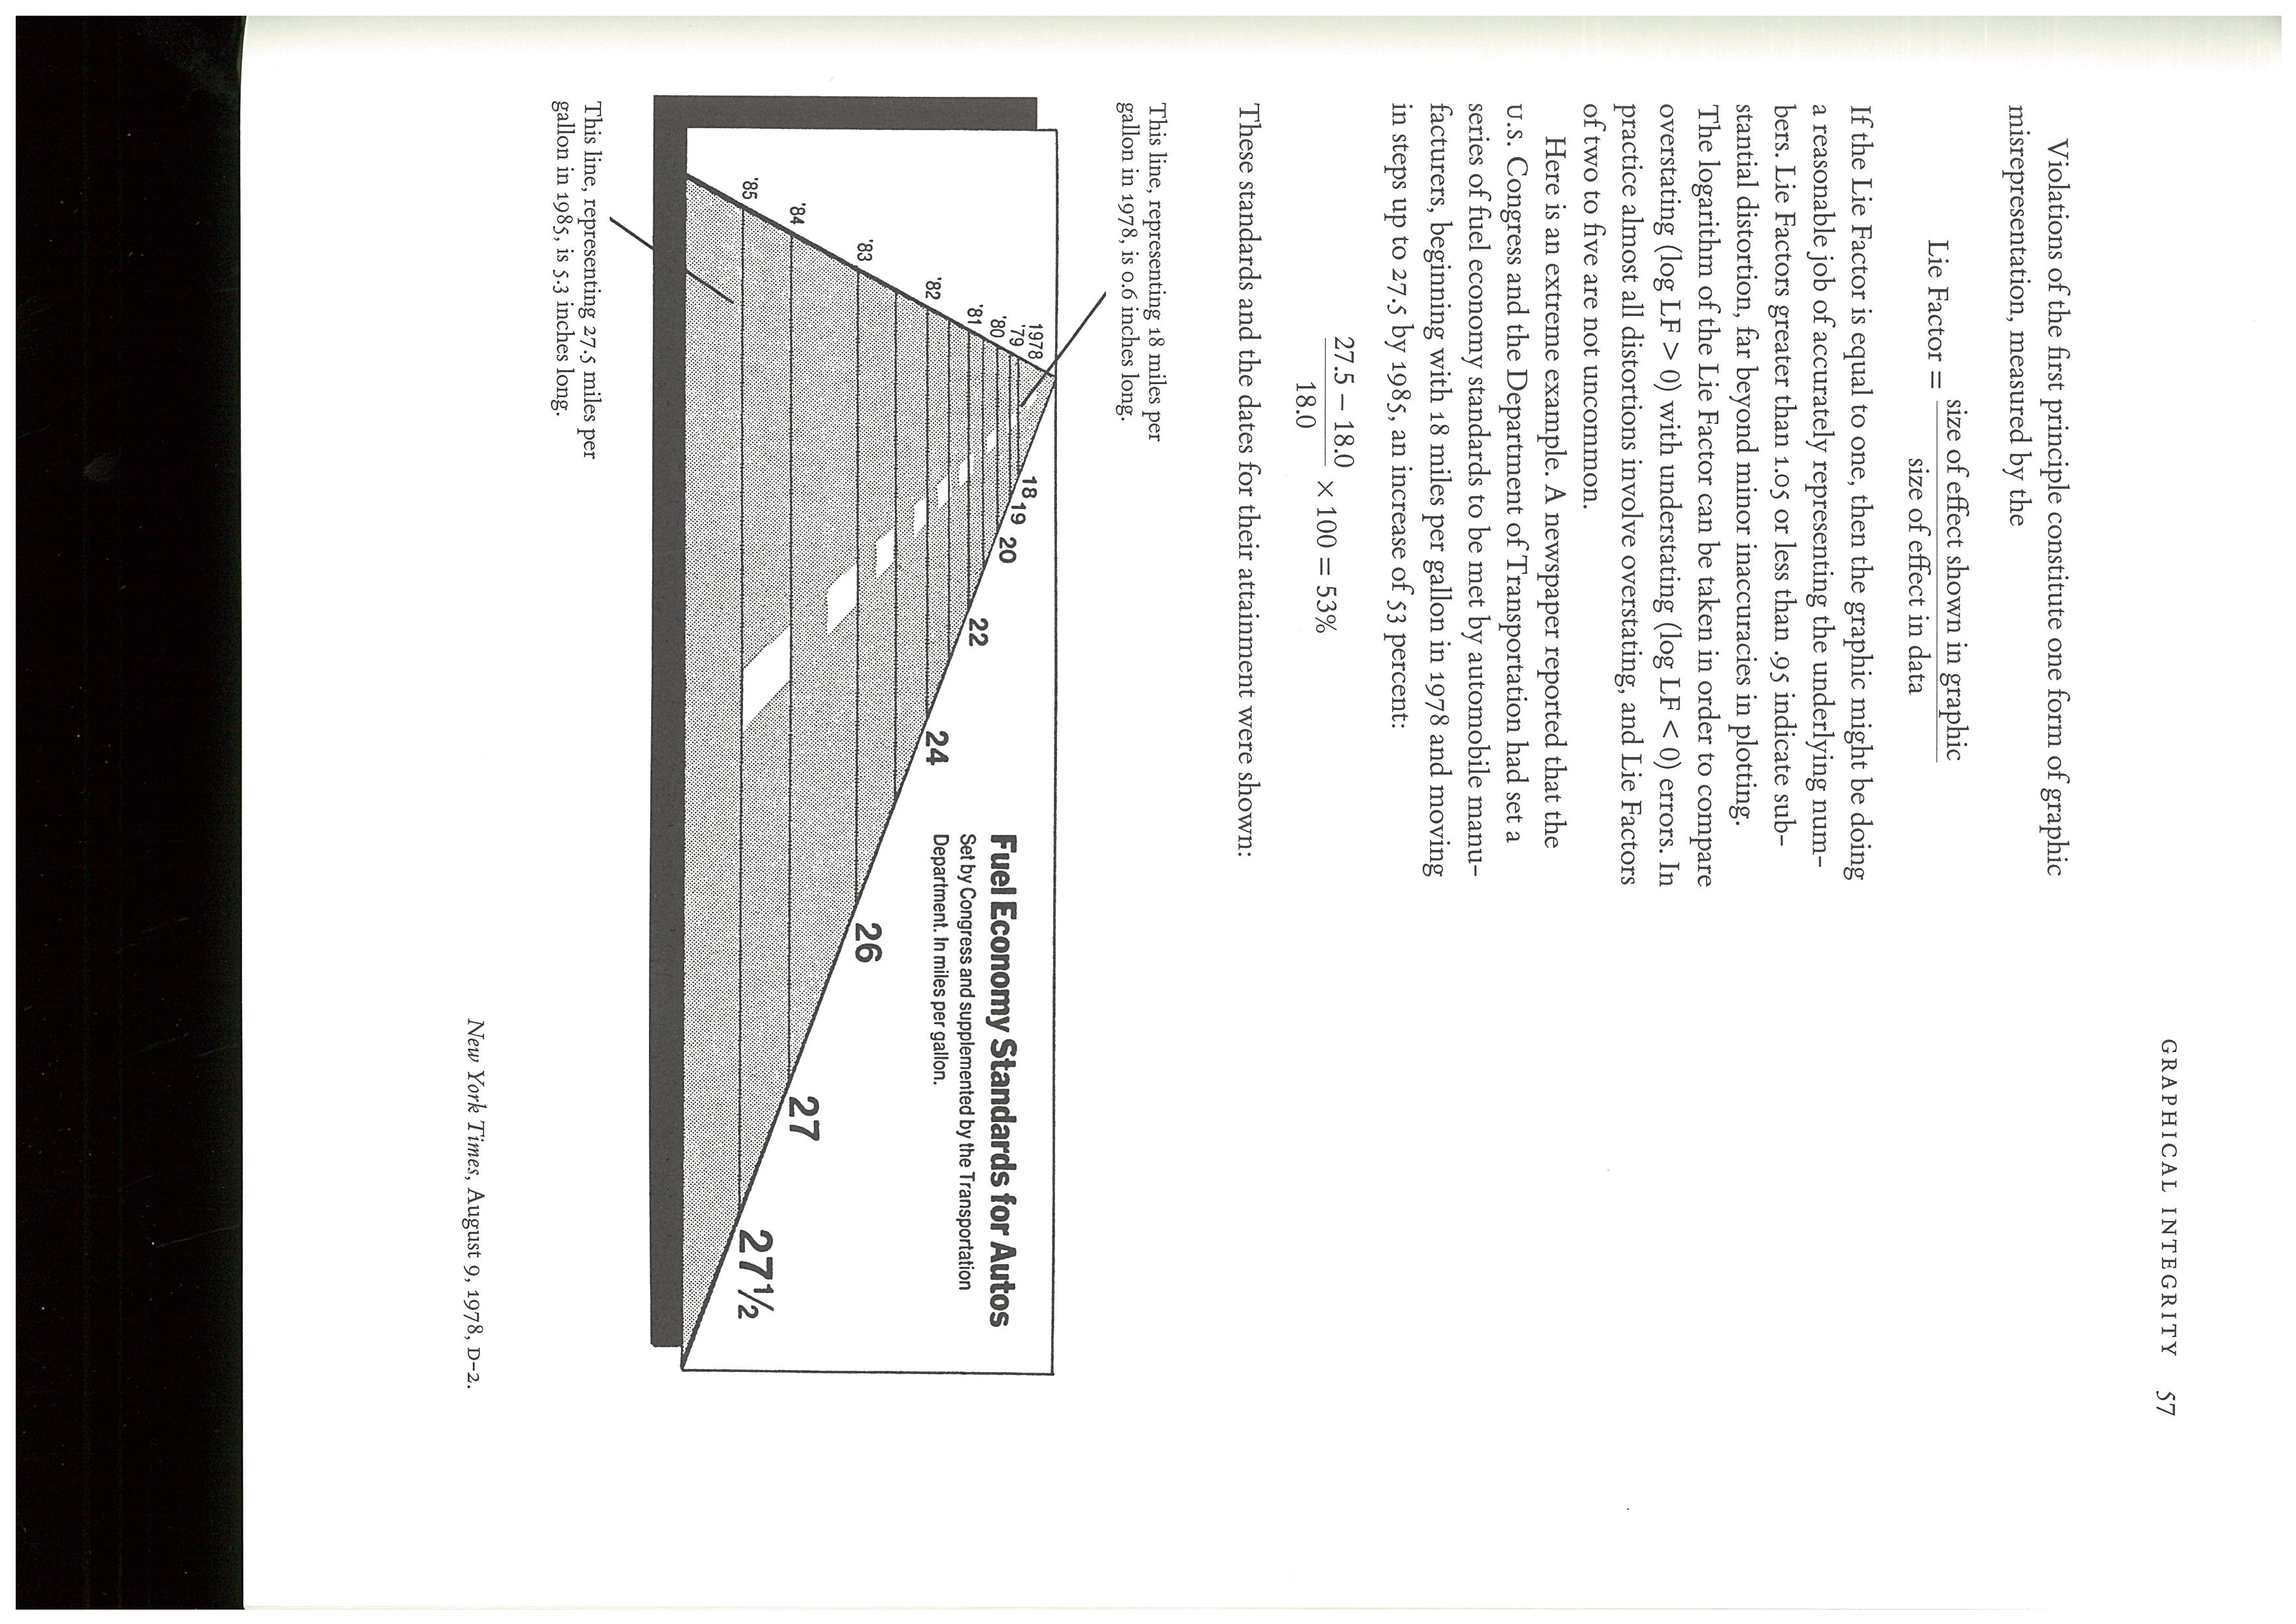 GRAPHICAL INTEGRITY 57
Violations of the first principle constitute one form of graphic
misrepresentation, measured by the
Lie Factor = size of effect shown in graphic
size of effect in data
If the Lie Factor is equal to one, then the graphic might be doing
a reasonable job of accurately representing the underlying num-
bers. Lie Factors greater than 1.05 or less than .95 indicate sub-
stantial distortion, far beyond minor inaccuracies in plotting.
The logarithm of the Lie Factor can be taken in order to compare
overstating (log LF > 0) with understating (log LF < 0) errors. In
practice almost all distortions involve overstating, and Lie Factors
of two to five are not uncommon.
Here is an extreme example. A newspaper reported that the
U.S. Congress and the Department of Transportation had set a
series of fuel economy standards to be met by automobile manu-
facturers, beginning with 18 miles per gallon in 1978 and moving
in steps up to 27.5 by 1985, an increase of 53 percent:
27.5 – 18.0
18.0
× 100 = 53%
These standards and the dates for their attainment were shown:
This line, representing 18 miles per
gallon in 1978, is 0.6 inches long.
1978 18
'79 19
'80 20
'81 22
'82 24
'83 26
'84 27
'85 27½
Fuel Economy Standards for Autos
Set by Congress and supplemented by the Transportation
Department. In miles per gallon.
This line, representing 27.5 miles per
gallon in 1985, is 5.3 inches long.
New York Times, August 9, 1978, D-2.